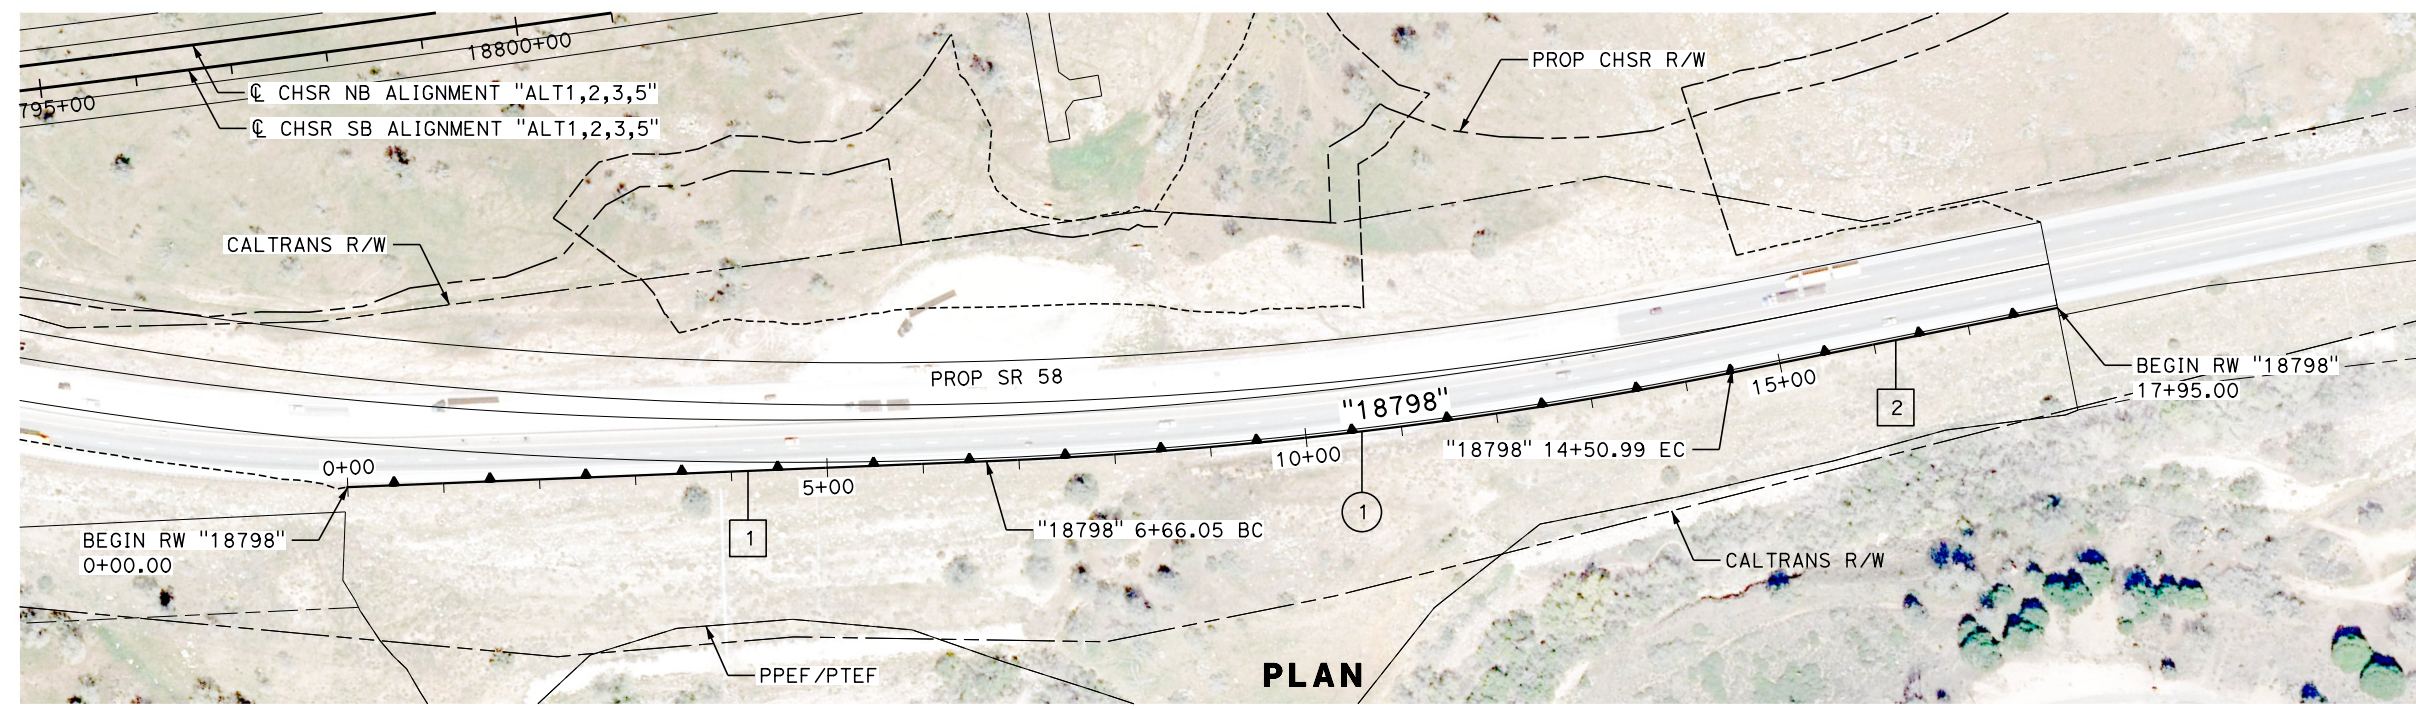 18800+00
795+00
℄ CHSR NB ALIGNMENT "ALT1,2,3,5"
℄ CHSR SB ALIGNMENT "ALT1,2,3,5"
PROP CHSR R/W
CALTRANS R/W
PROP SR 58
"18798"
BEGIN RW "18798"
17+95.00
15+00
2
"18798" 14+50.99 EC
10+00
0+00
5+00
1
1
"18798" 6+66.05 BC
BEGIN RW "18798"
0+00.00
CALTRANS R/W
PPEF/PTEF
PLAN